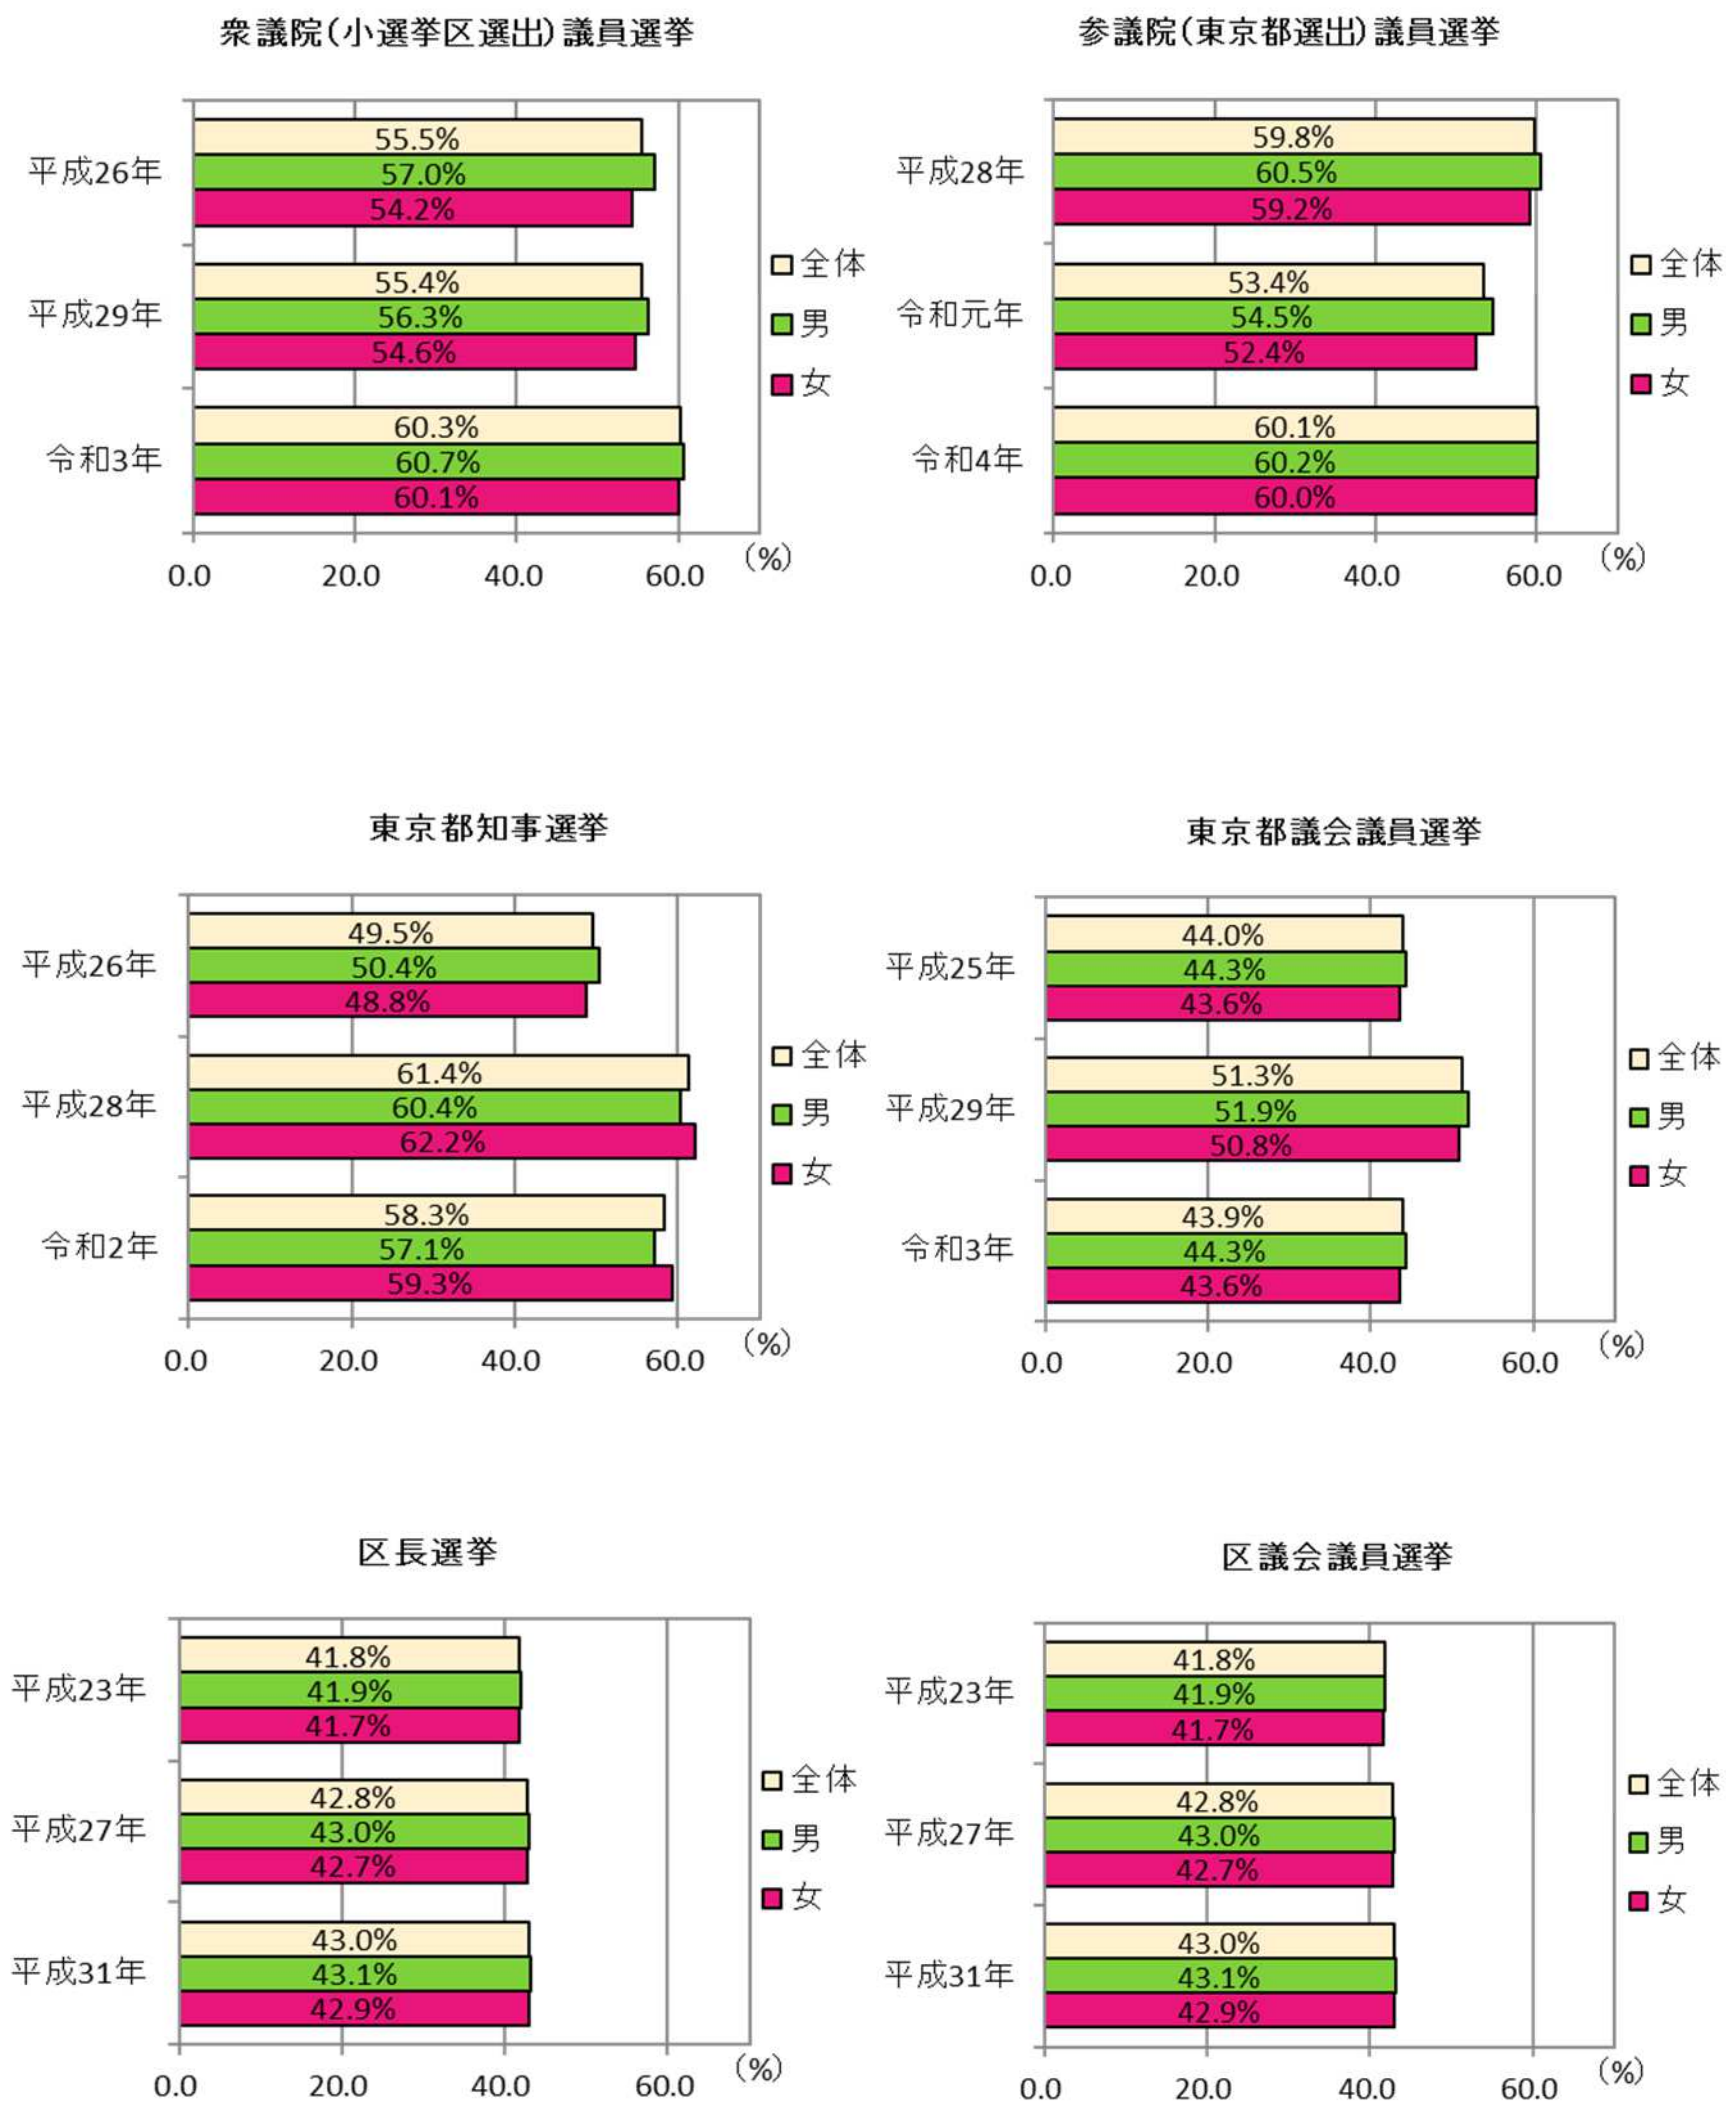 衆議院(小選挙区選出)議員選挙
平成26年
55.5%
57.0%
54.2%
平成29年
55.4%
56.3%
54.6%
令和3年
60.3%
60.7%
60.1%
全体
男
女
0.0 20.0 40.0 60.0 (%)
参議院(東京都選出)議員選挙
平成28年
59.8%
60.5%
59.2%
令和元年
53.4%
54.5%
52.4%
令和4年
60.1%
60.2%
60.0%
全体
男
女
0.0 20.0 40.0 60.0 (%)
東京都知事選挙
平成26年
49.5%
50.4%
48.8%
平成28年
61.4%
60.4%
62.2%
令和2年
58.3%
57.1%
59.3%
全体
男
女
0.0 20.0 40.0 60.0 (%)
東京都議会議員選挙
平成25年
44.0%
44.3%
43.6%
平成29年
51.3%
51.9%
50.8%
令和3年
43.9%
44.3%
43.6%
全体
男
女
0.0 20.0 40.0 60.0 (%)
区長選挙
平成23年
41.8%
41.9%
41.7%
平成27年
42.8%
43.0%
42.7%
平成31年
43.0%
43.1%
42.9%
全体
男
女
0.0 20.0 40.0 60.0 (%)
区議会議員選挙
平成23年
41.8%
41.9%
41.7%
平成27年
42.8%
43.0%
42.7%
平成31年
43.0%
43.1%
42.9%
全体
男
女
0.0 20.0 40.0 60.0 (%)